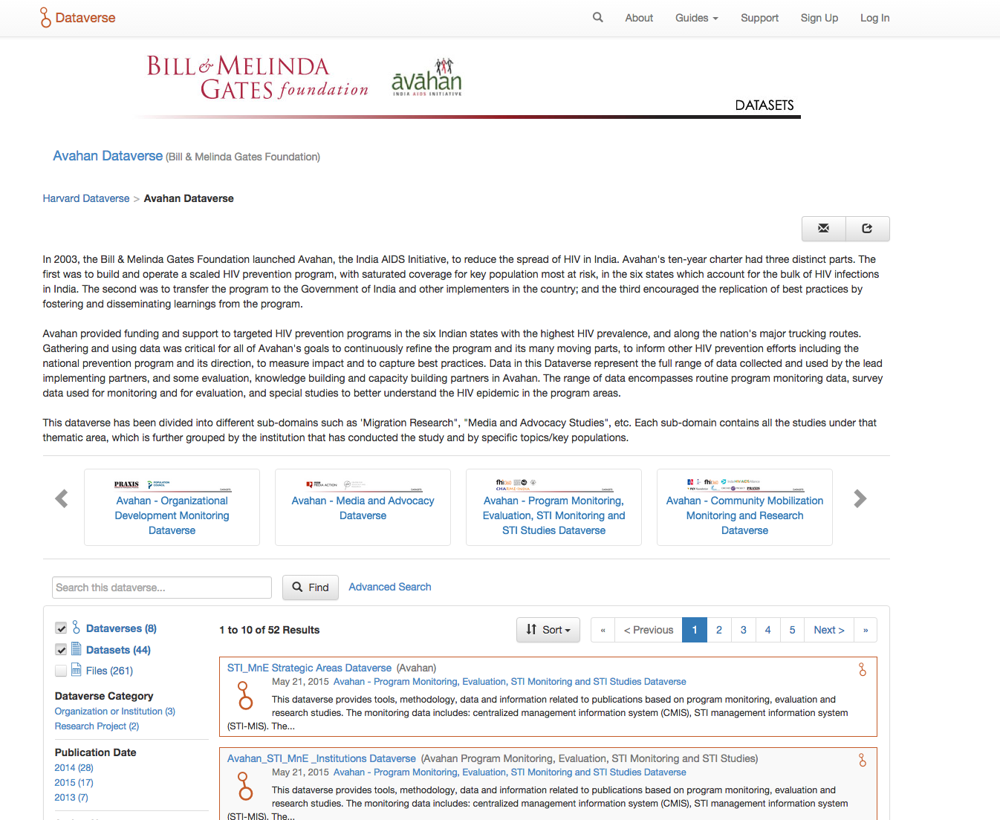 Dataverse
About
Guides
Support
Sign Up
Log In
BILL & MELINDA
GATES foundation
avahan
INDIA AIDS INITIATIVE
DATASETS
Avahan Dataverse (Bill & Melinda Gates Foundation)
Harvard Dataverse > Avahan Dataverse
In 2003, the Bill & Melinda Gates Foundation launched Avahan, the India AIDS Initiative, to reduce the spread of HIV in India. Avahan's ten-year charter had three distinct parts. The
first was to build and operate a scaled HIV prevention program, with saturated coverage for key population most at risk, in the six states which account for the bulk of HIV infections
in India. The second was to transfer the program to the Government of India and other implementers in the country; and the third encouraged the replication of best practices by
fostering and disseminating learnings from the program.
Avahan provided funding and support to targeted HIV prevention programs in the six Indian states with the highest HIV prevalence, and along the nation's major trucking routes.
Gathering and using data was critical for all of Avahan's goals to continuously refine the program and its many moving parts, to inform other HIV prevention efforts including the
national prevention program and its direction, to measure impact and to capture best practices. Data in this Dataverse represent the full range of data collected and used by the lead
implementing partners, and some evaluation, knowledge building and capacity building partners in Avahan. The range of data encompasses routine program monitoring data, survey
data used for monitoring and for evaluation, and special studies to better understand the HIV epidemic in the program areas.
This dataverse has been divided into different sub-domains such as 'Migration Research", "Media and Advocacy Studies", etc. Each sub-domain contains all the studies under that
thematic area, which is further grouped by the institution that has conducted the study and by specific topics/key populations.
PRAXIS
POPULATION
COUNCIL
DATASETS
Avahan - Organizational
Development Monitoring
Dataverse
MEDIA ACTION
DATASETS
Avahan - Media and Advocacy
Dataverse
fhi360
CHARME-INDIA
DATASETS
Avahan - Program Monitoring,
Evaluation, STI Monitoring and
STI Studies Dataverse
fhi360
PRAXIS
DATASETS
Avahan - Community Mobilization
Monitoring and Research
Dataverse
Search this dataverse...
Find
Advanced Search
Dataverses (8)
Datasets (44)
Files (261)
Dataverse Category
Organization or Institution (3)
Research Project (2)
Publication Date
2014 (28)
2015 (17)
2013 (7)
1 to 10 of 52 Results
Sort
« < Previous 1 2 3 4 5 Next > »
STI_MnE Strategic Areas Dataverse (Avahan)
May 21, 2015 Avahan - Program Monitoring, Evaluation, STI Monitoring and STI Studies Dataverse
This dataverse provides tools, methodology, data and information related to publications based on program monitoring, evaluation and
research studies. The monitoring data includes: centralized management information system (CMIS), STI management information system
(STI-MIS). The...
Avahan_STI_MnE _Institutions Dataverse (Avahan Program Monitoring, Evaluation, STI Monitoring and STI Studies)
May 21, 2015 Avahan - Program Monitoring, Evaluation, STI Monitoring and STI Studies Dataverse
This dataverse provides tools, methodology, data and information related to publications based on program monitoring, evaluation and
research studies. The monitoring data includes: centralized management information system (CMIS), STI management information system
(STI-MIS). The...